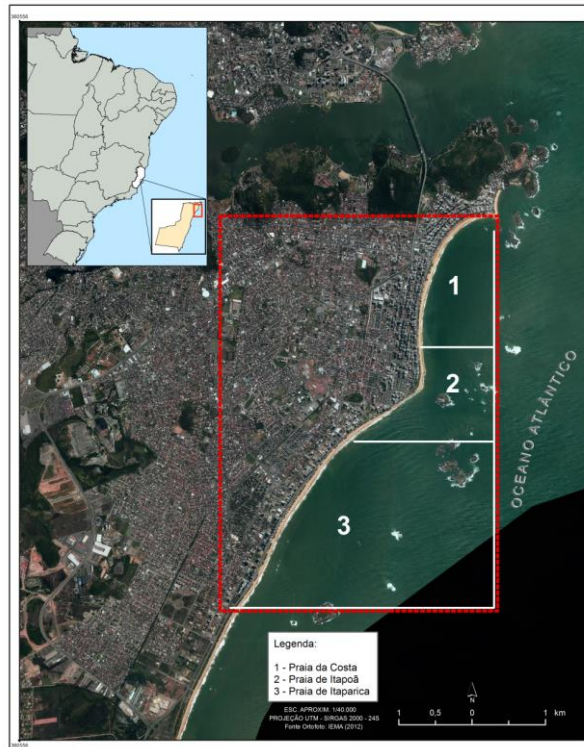 1
2
3
OCEANO ATLÂNTICO
Legenda:
1 - Praia da Costa
2 - Praia de Itapoã
3 - Praia de Itaparica
ESC. APROXIM. 1/40.000
PROJEÇÃO UTM - SIRGAS 2000 - 24S
Fonte Ortofoto: IEMA (2012)
N
1 0,5 0 1
km